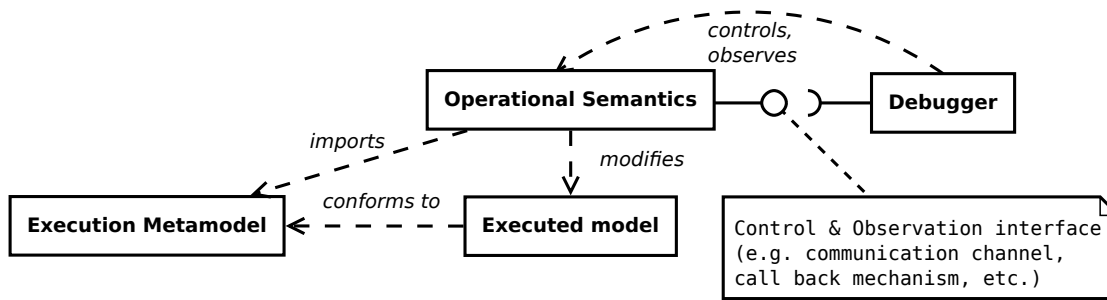 controls,
observes
Operational Semantics
Debugger
imports
modifies
conforms to
Execution Metamodel
Executed model
Control & Observation interface
(e.g. communication channel,
call back mechanism, etc.)